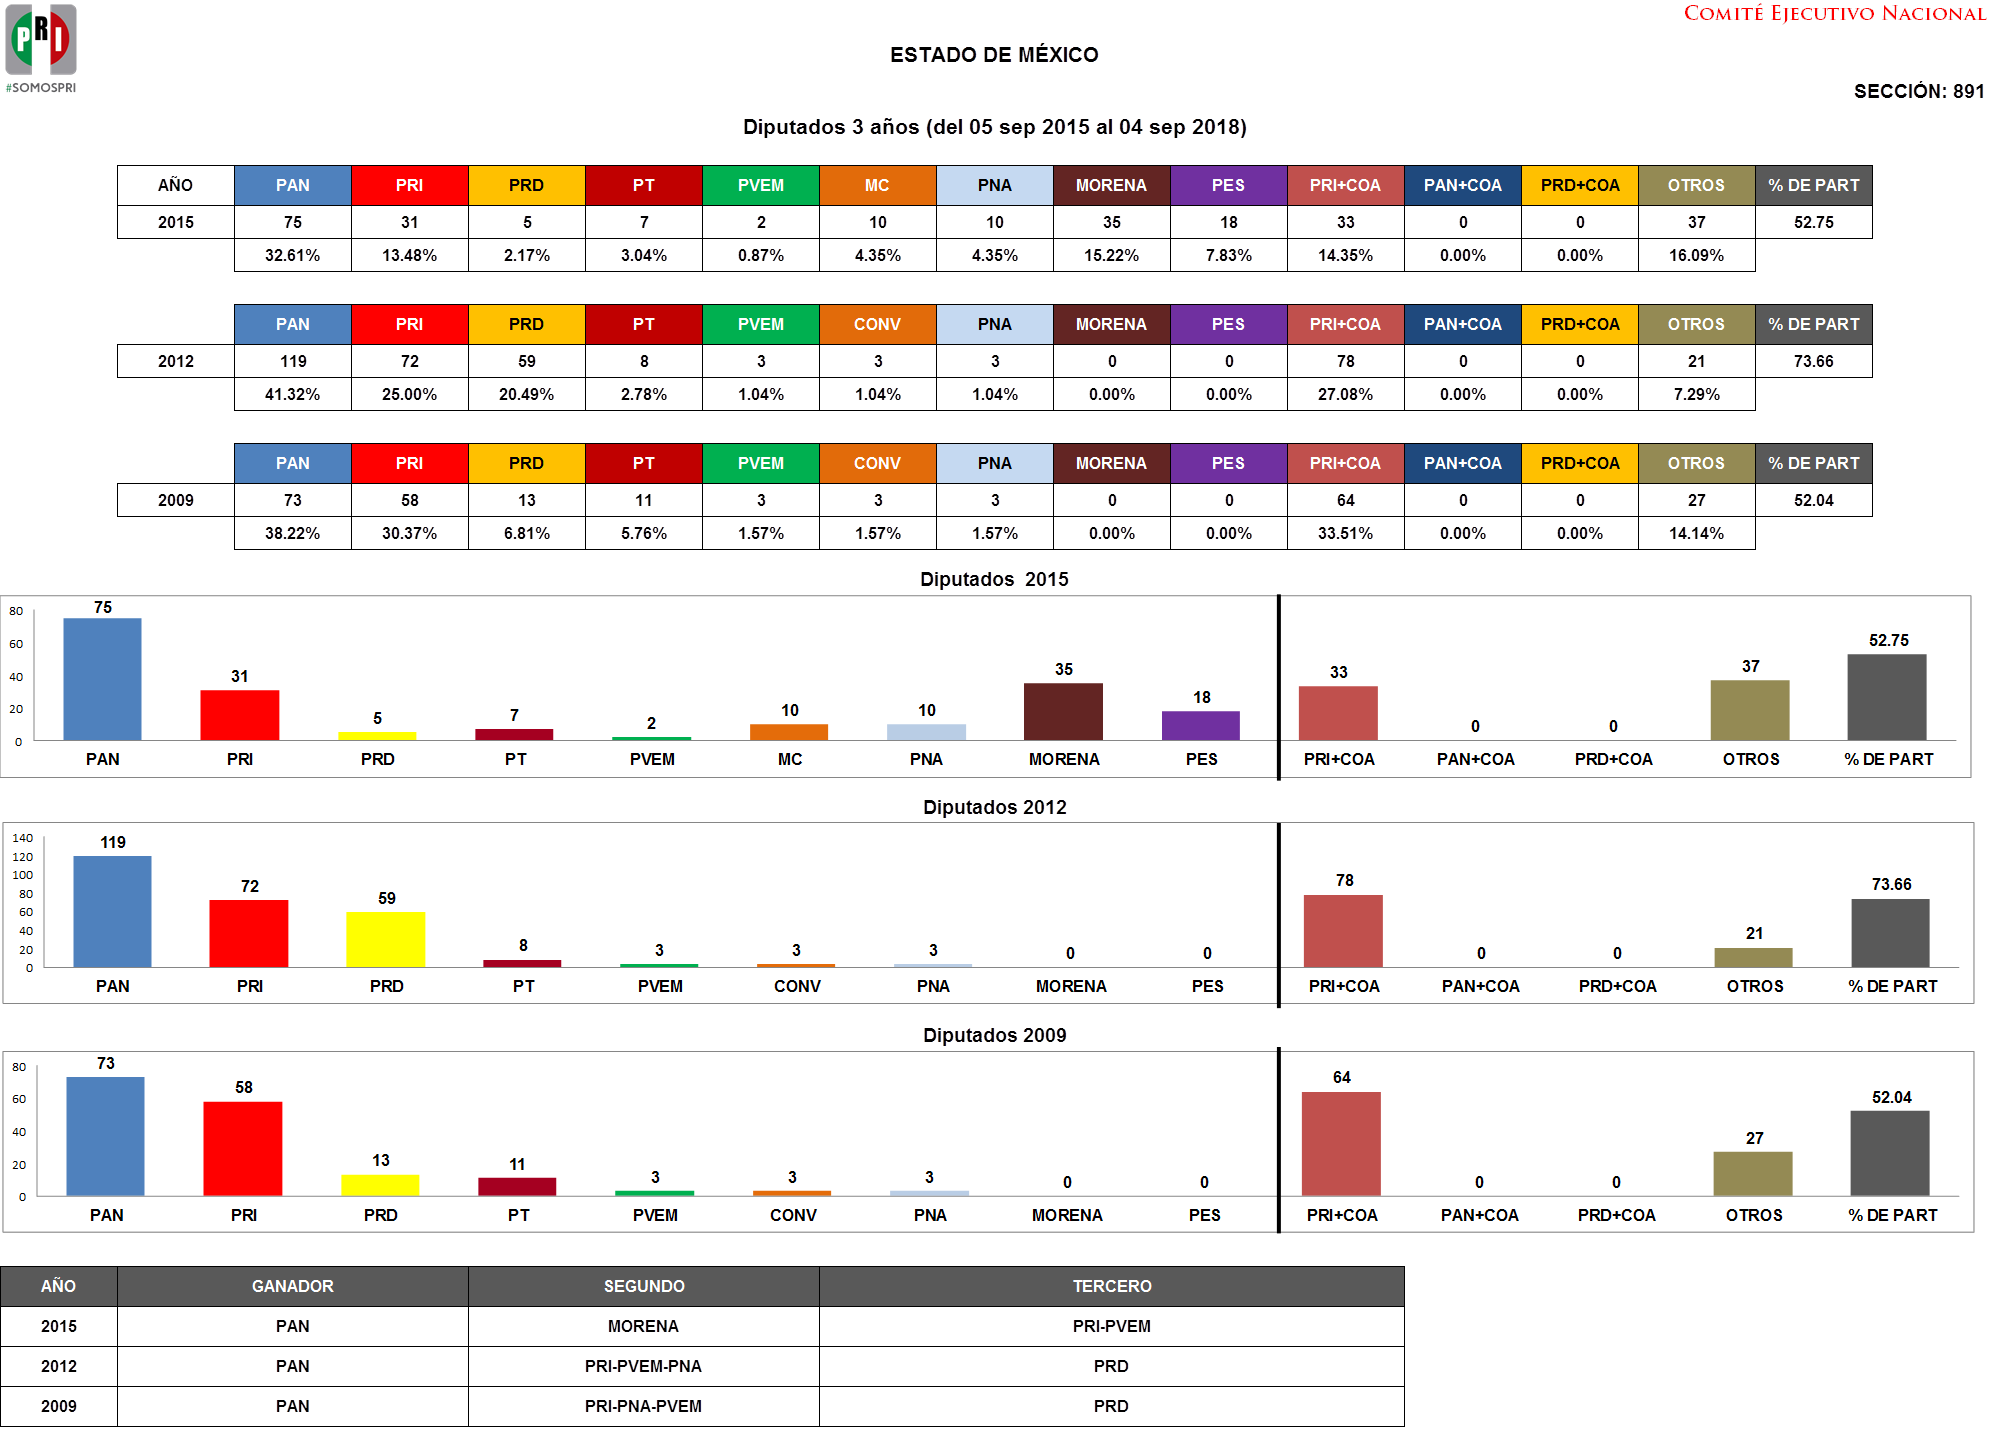 PRI
#SOMOSPRI
COMITÉ EJECUTIVO NACIONAL
ESTADO DE MÉXICO
SECCIÓN: 891
Diputados 3 años (del 05 sep 2015 al 04 sep 2018)
AÑO PAN PRI PRD PT PVEM MC PNA MORENA PES PRI+COA PAN+COA PRD+COA OTROS % DE PART
2015 75 31 5 7 2 10 10 35 18 33 0 0 37 52.75
32.61% 13.48% 2.17% 3.04% 0.87% 4.35% 4.35% 15.22% 7.83% 14.35% 0.00% 0.00% 16.09%
PAN PRI PRD PT PVEM CONV PNA MORENA PES PRI+COA PAN+COA PRD+COA OTROS % DE PART
2012 119 72 59 8 3 3 3 0 0 78 0 0 21 73.66
41.32% 25.00% 20.49% 2.78% 1.04% 1.04% 1.04% 0.00% 0.00% 27.08% 0.00% 0.00% 7.29%
PAN PRI PRD PT PVEM CONV PNA MORENA PES PRI+COA PAN+COA PRD+COA OTROS % DE PART
2009 73 58 13 11 3 3 3 0 0 64 0 0 27 52.04
38.22% 30.37% 6.81% 5.76% 1.57% 1.57% 1.57% 0.00% 0.00% 33.51% 0.00% 0.00% 14.14%
Diputados 2015
80
60
40
20
0
75 31 5 7 2 10 10 35 18 33 0 0 37 52.75
PAN PRI PRD PT PVEM MC PNA MORENA PES PRI+COA PAN+COA PRD+COA OTROS % DE PART
Diputados 2012
140
120
100
80
60
40
20
0
119 72 59 8 3 3 3 0 0 78 0 0 21 73.66
PAN PRI PRD PT PVEM CONV PNA MORENA PES PRI+COA PAN+COA PRD+COA OTROS % DE PART
Diputados 2009
80
60
40
20
0
73 58 13 11 3 3 3 0 0 64 0 0 27 52.04
PAN PRI PRD PT PVEM CONV PNA MORENA PES PRI+COA PAN+COA PRD+COA OTROS % DE PART
AÑO GANADOR SEGUNDO TERCERO
2015 PAN MORENA PRI-PVEM
2012 PAN PRI-PVEM-PNA PRD
2009 PAN PRI-PNA-PVEM PRD